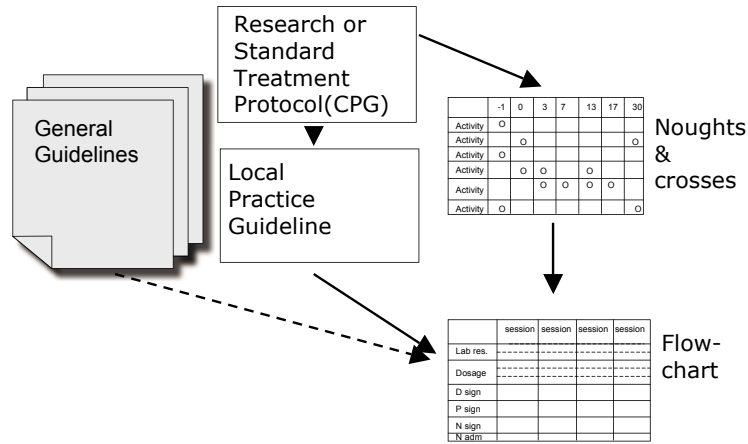 General
Guidelines
Research or
Standard
Treatment
Protocol(CPG)
Local
Practice
Guideline
-1 0 3 7 13 17 30
Activity O
Activity O O
Activity O
Activity O O O
Activity O O O O
Activity O O
Noughts
&
crosses
session session session session
Lab res.
Dosage
D sign
P sign
N sign
N adm
Flow-
chart